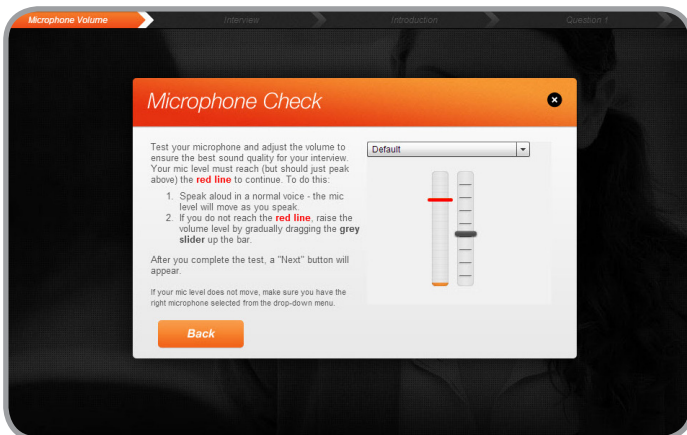 Microphone Volume
Interview
Introduction
Question 1
Microphone Check
Test your microphone and adjust the volume to
ensure the best sound quality for your interview.
Your mic level must reach (but should just peak
above) the red line to continue. To do this:
1. Speak aloud in a normal voice - the mic
level will move as you speak.
2. If you do not reach the red line, raise the
volume level by gradually dragging the grey
slider up the bar.
After you complete the test, a "Next" button will
appear.
If your mic level does not move, make sure you have the
right microphone selected from the drop-down menu.
Default
Back